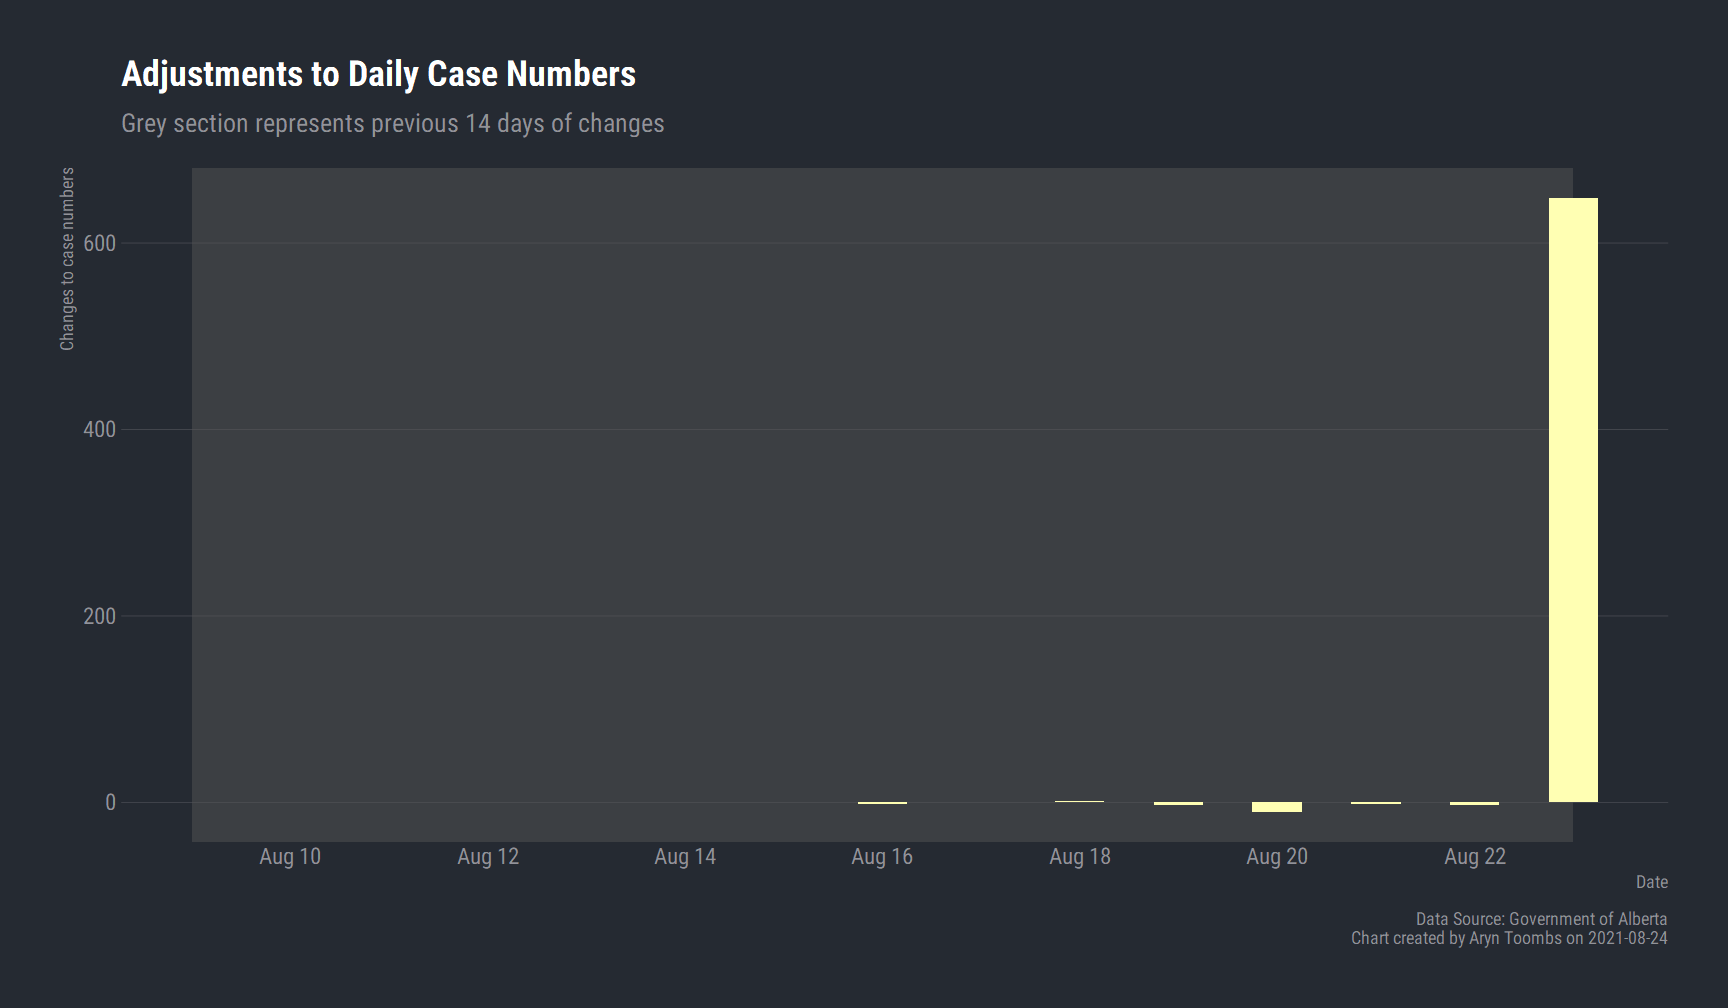 Adjustments to Daily Case Numbers
Grey section represents previous 14 days of changes
Changes to case numbers
600
400
200
0
Aug 10
Aug 12
Aug 14
Aug 16
Aug 18
Aug 20
Aug 22
Date
Data Source: Government of Alberta
Chart created by Aryn Toombs on 2021-08-24